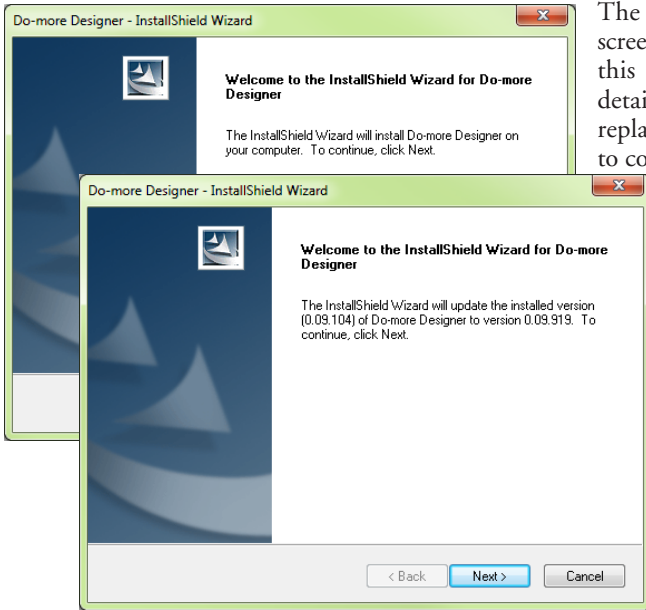 Do-more Designer - InstallShield Wizard
Welcome to the InstallShield Wizard for Do-more
Designer
The InstallShield Wizard will install Do-more Designer on
your computer. To continue, click Next.
The
this
to co
Do-more Designer - InstallShield Wizard
Welcome to the InstallShield Wizard for Do-more
Designer
The InstallShield Wizard will update the installed version
(0.09.104) of Do-more Designer to version 0.09.919. To
continue, click Next.
< Back
Next >
Cancel